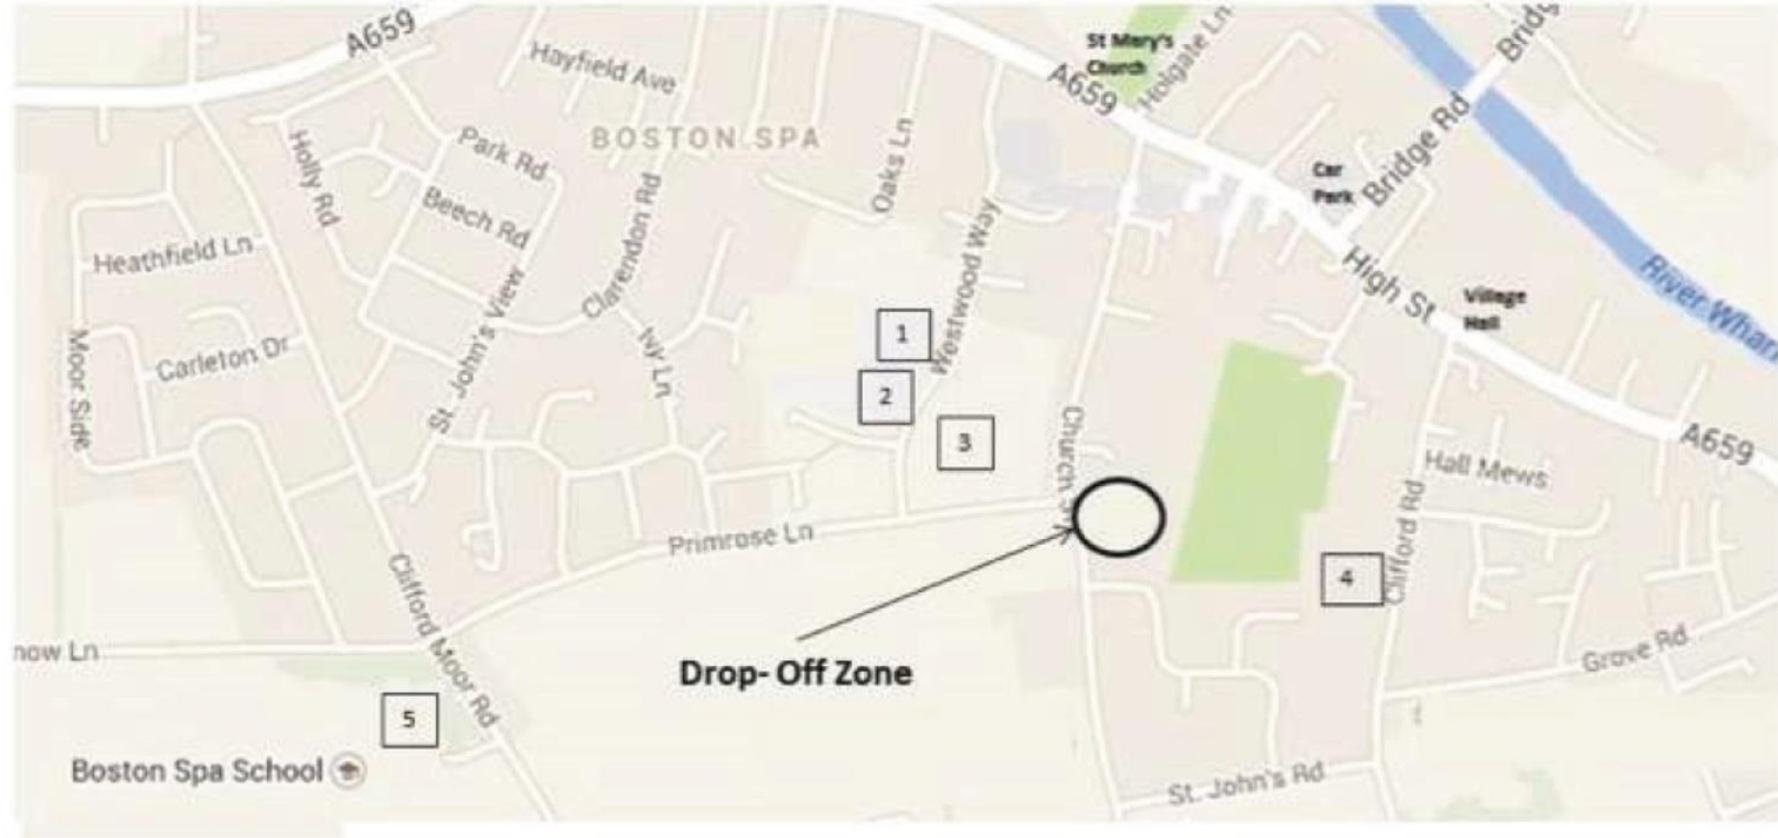 A659
Hayfield Ave
St Mary's
Church
Holgate Ln
A659
Bridge Rd
BOSTON SPA
Park Rd
Holly Rd
Oaks Ln
Car
Park
Beech Rd
Clarendon Rd
Heathfield Ln
Westwood Way
High St
Village
Hall
St. John's View
Moor Side
Carleton Dr
Ivy Ln
1
2
3
Church
A659
Hall Mews
Primrose Ln
Clifford Rd
4
Clifford Moor Rd
now Ln
Drop- Off Zone
Grove Rd
5
Boston Spa School
St. John's Rd
River Whar